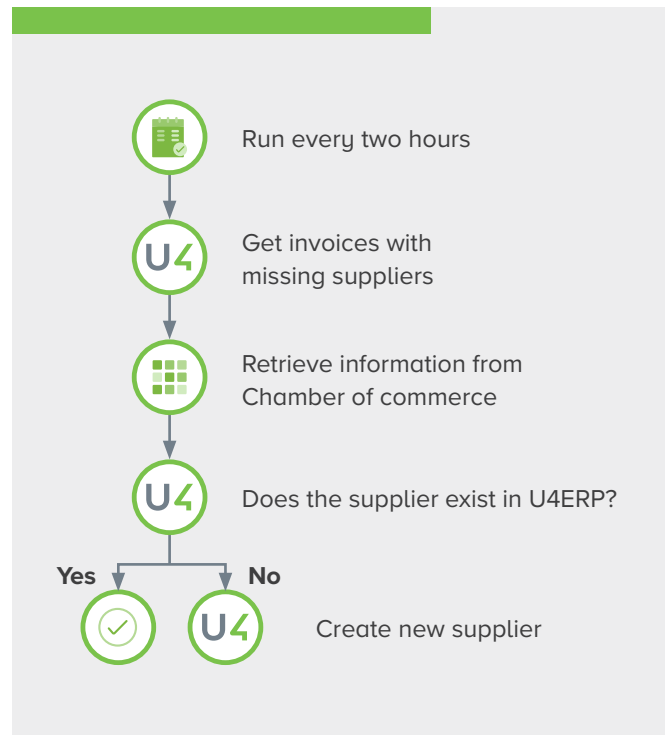 Run every two hours
U4
Get invoices with
missing suppliers
Retrieve information from
Chamber of commerce
U4
Does the supplier exist in U4ERP?
Yes
No
U4
Create new supplier